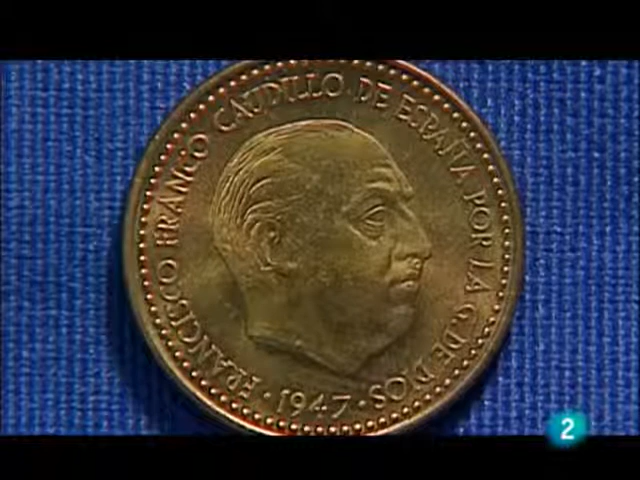 FRANCISCO FRANCO CAUDILLO DE ESPAÑA POR LA G. DE DIOS
· 1947 ·
2